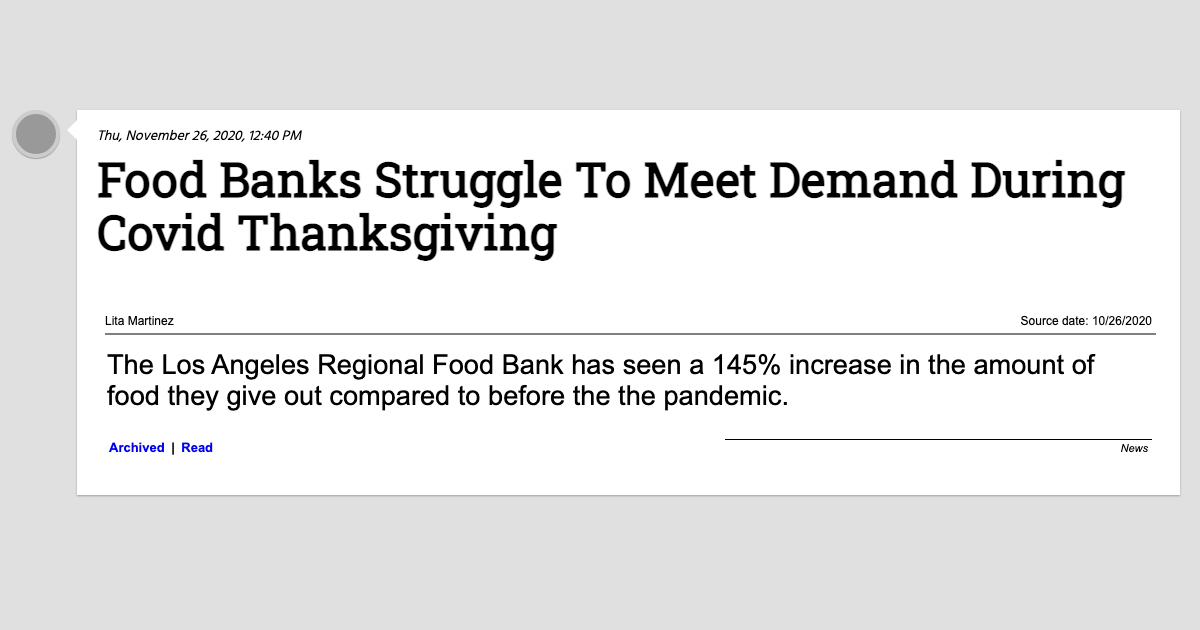 Thu, November 26, 2020, 12:40 PM
Food Banks Struggle To Meet Demand During
Covid Thanksgiving
Lita Martinez
Source date: 10/26/2020
The Los Angeles Regional Food Bank has seen a 145% increase in the amount of
food they give out compared to before the the pandemic.
Archived | Read
News